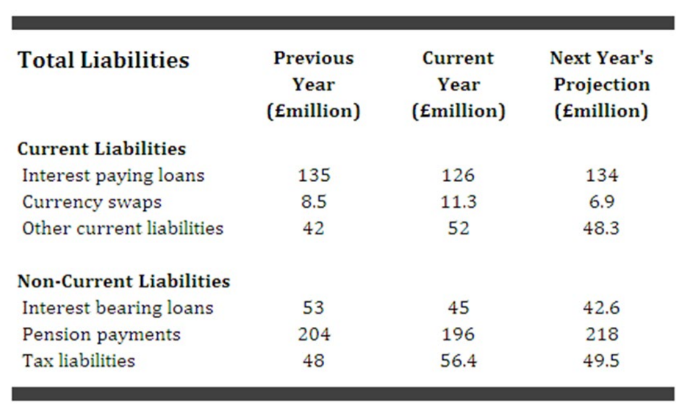 Total Liabilities Previous Year (£million) Current Year (£million) Next Year's Projection (£million)
Current Liabilities
Interest paying loans 135 126 134
Currency swaps 8.5 11.3 6.9
Other current liabilities 42 52 48.3
Non-Current Liabilities
Interest bearing loans 53 45 42.6
Pension payments 204 196 218
Tax liabilities 48 56.4 49.5